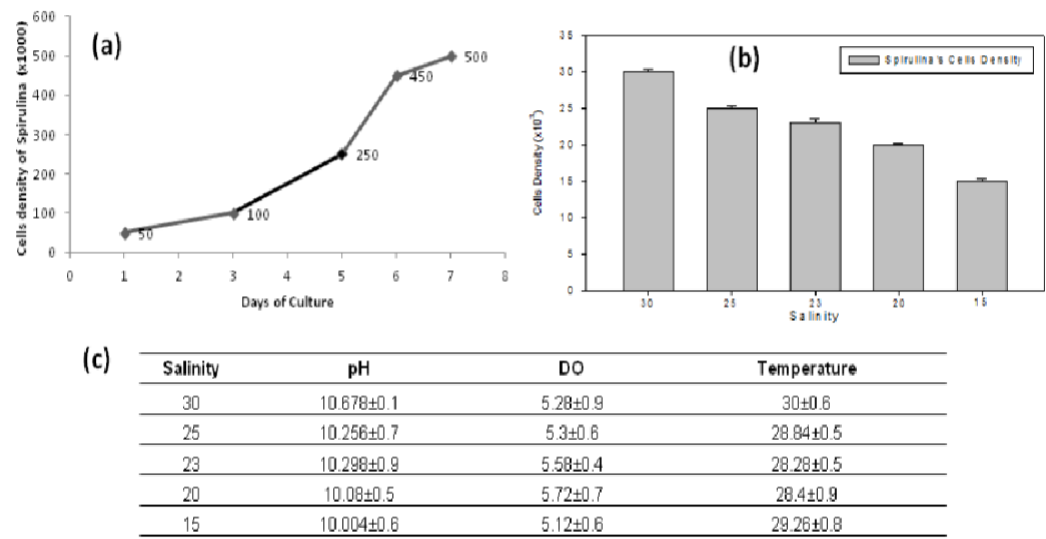 (a)
Cells density of Spirulina (x1000)
600
500
400
300
200
100
0
50
100
250
450
500
0 1 2 3 4 5 6 7 8
Days of Culture
(b)
Spirulina's Cells Density
Cells Density (x10³)
35
30
25
20
15
10
5
0
30 25 23 20 15
Salinity
(c)
Salinity pH DO Temperature
30 10.678±0.1 5.28±0.9 30±0.6
25 10.256±0.7 5.3±0.6 28.84±0.5
23 10.298±0.9 5.58±0.4 28.28±0.5
20 10.08±0.5 5.72±0.7 28.4±0.9
15 10.004±0.6 5.12±0.6 29.26±0.8